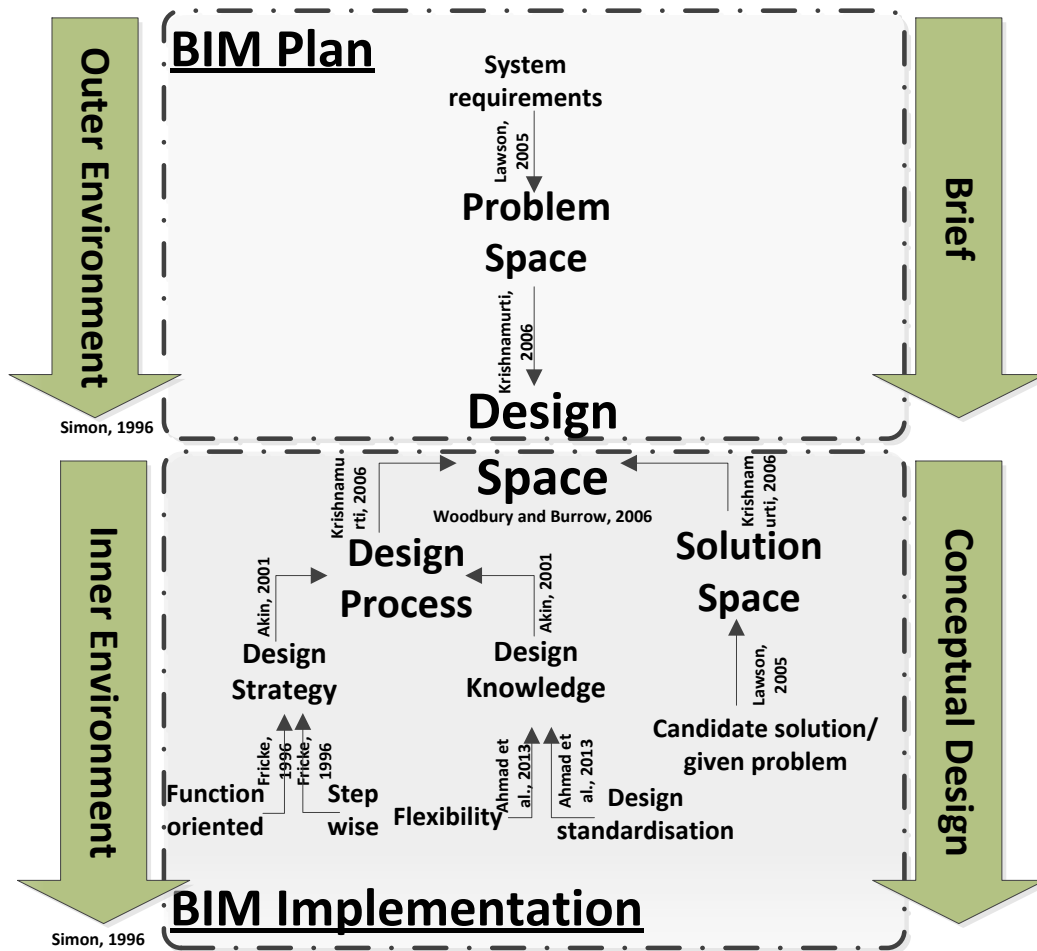 BIM Plan
Outer Environment
Simon, 1996
Brief
System
requirements
Lawson,
2005
Problem
Space
Krishnamurti,
2006
Design
Space
Woodbury and Burrow, 2006
Krishnamu
rti, 2006
Krishnam
urti, 2006
Design
Process
Solution
Space
Akin, 2001
Akin, 2001
Design
Strategy
Design
Knowledge
Lawson,
2005
Candidate solution/
given problem
Fricke,
1996
Fricke,
1996
Ahmad et
al., 2013
Ahmad et
al., 2013
Function
oriented
Step
wise
Flexibility
Design
standardisation
Inner Environment
Simon, 1996
Conceptual Design
BIM Implementation